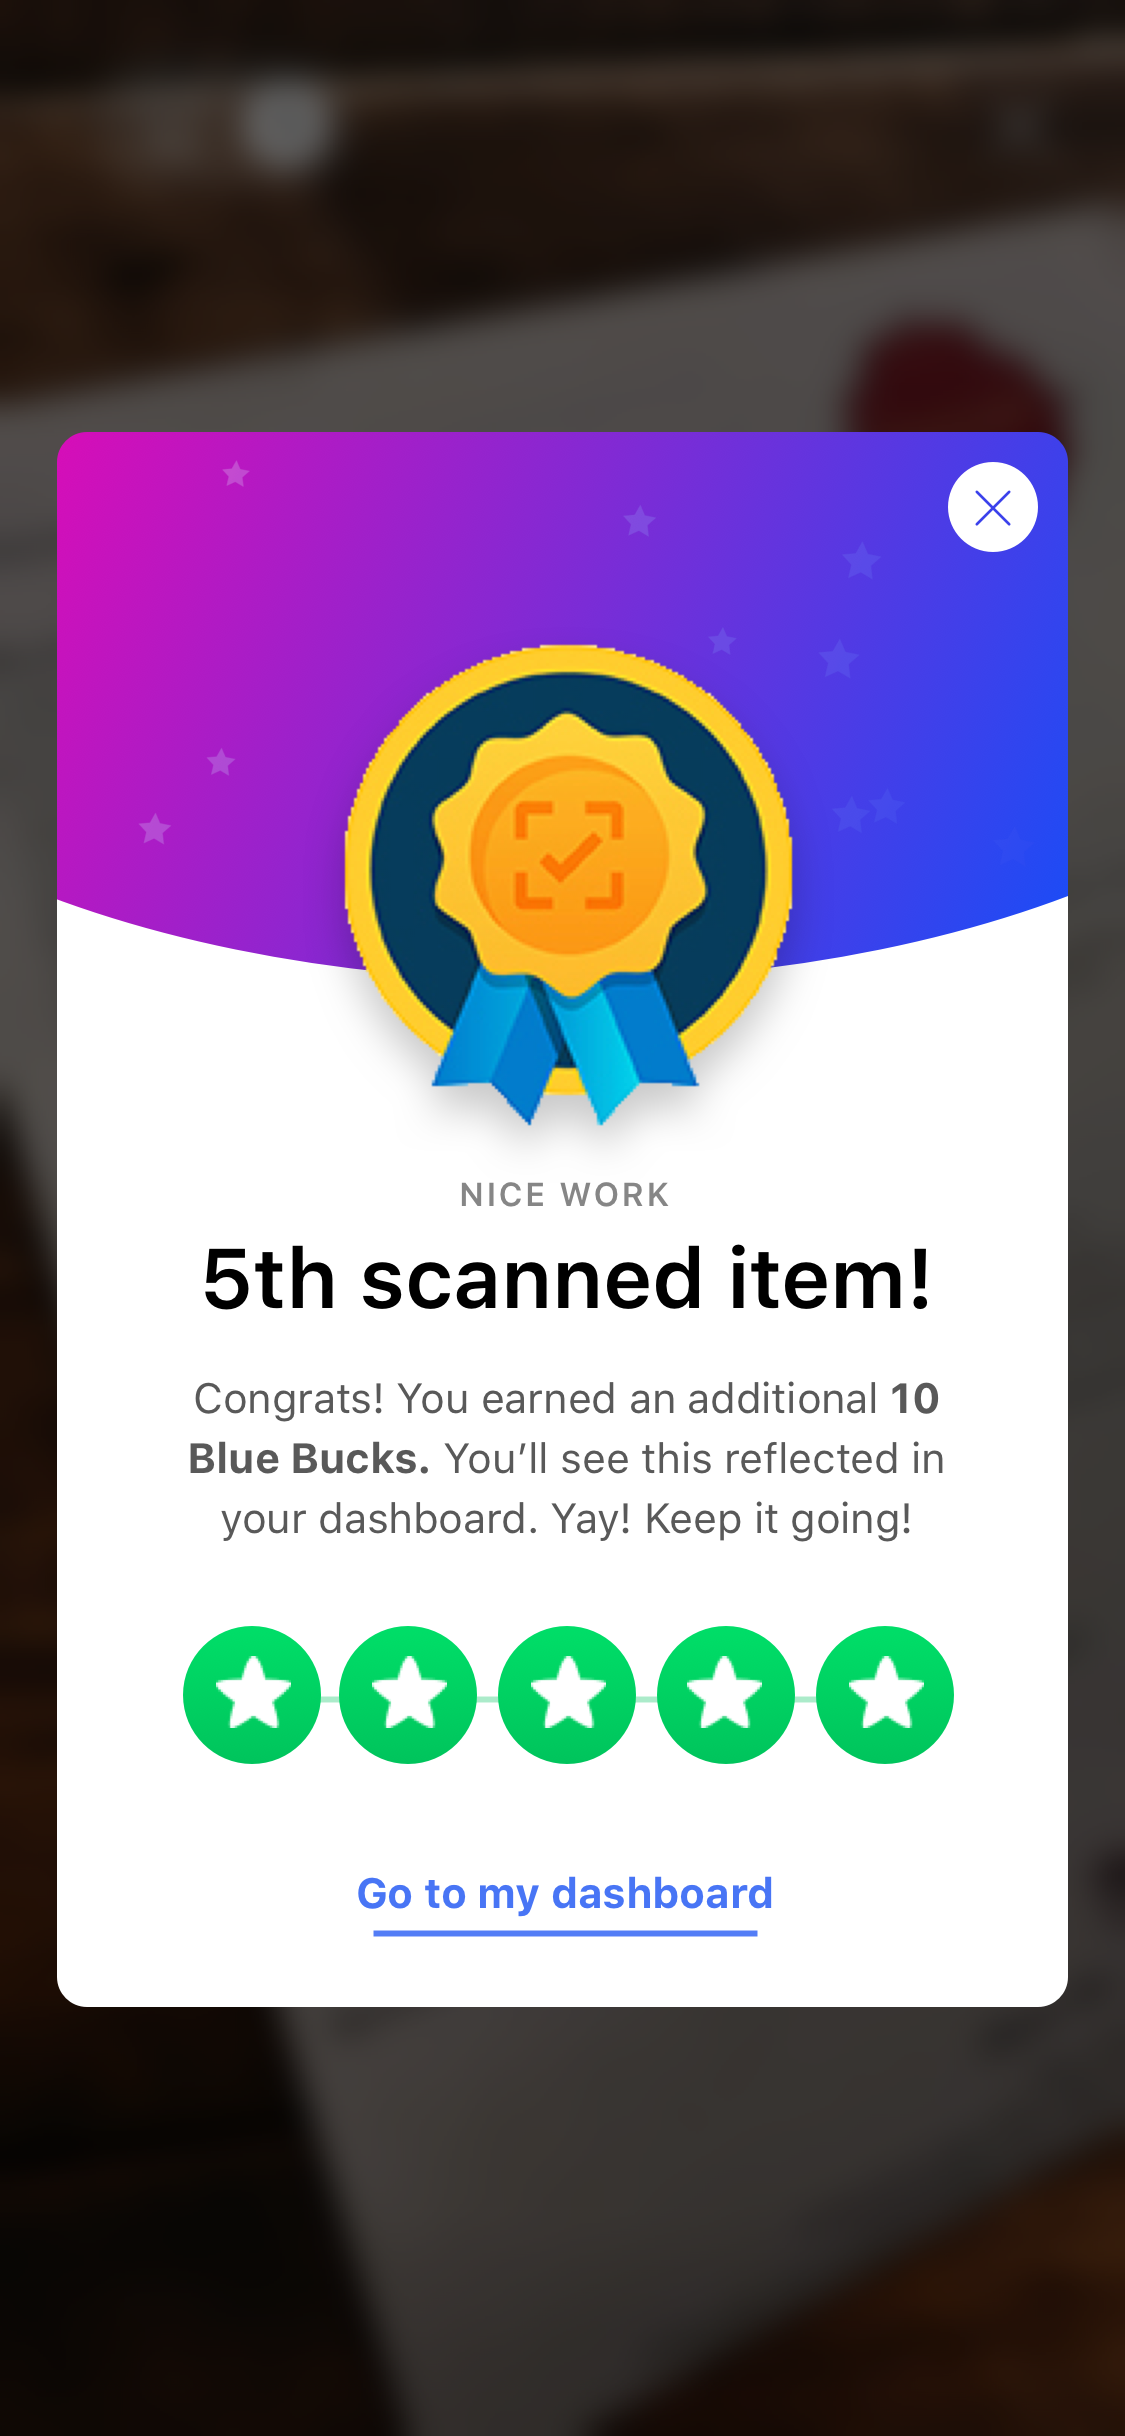 NICE WORK
5th scanned item!
Congrats! You earned an additional 10
Blue Bucks. You’ll see this reflected in
your dashboard. Yay! Keep it going!
Go to my dashboard